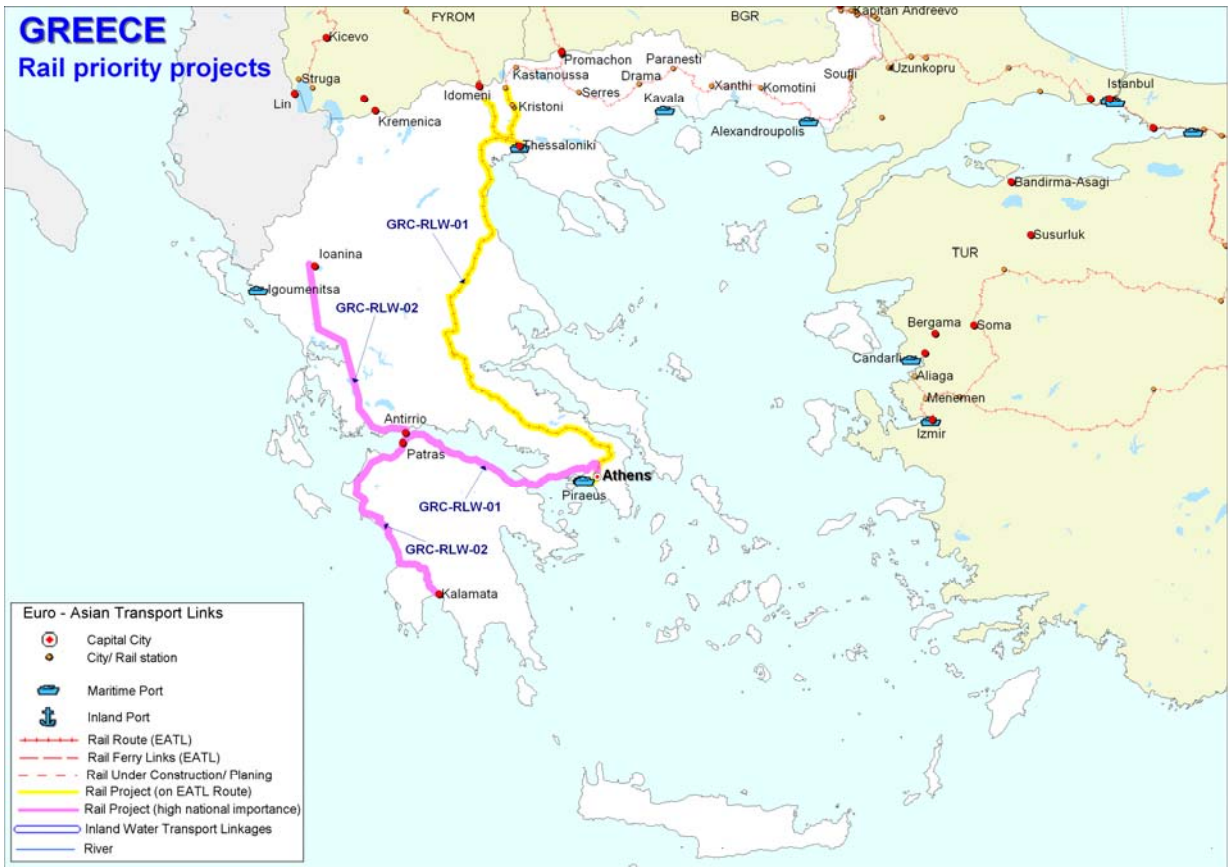 GREECE
Rail priority projects
FYROM
BGR
Kapitan Andreevo
Kicevo
Promachon
Paranesti
Uzunkopru
Struga
Kastanoussa
Drama
Soufli
Istanbul
Lin
Idomeni
Serres
Xanthi
Komotini
Kremenica
Kristoni
Kavala
Alexandroupolis
Thessaloniki
Bandirma-Asagi
GRC-RLW-01
Susurluk
Ioanina
TUR
Igoumenitsa
GRC-RLW-02
Bergama
Soma
Candarli
Aliaga
Menemen
Antirrio
Izmir
Patras
Athens
Piraeus
GRC-RLW-01
GRC-RLW-02
Kalamata
Euro - Asian Transport Links
Capital City
City/ Rail station
Maritime Port
Inland Port
Rail Route (EATL)
Rail Ferry Links (EATL)
Rail Under Construction/ Planing
Rail Project (on EATL Route)
Rail Project (high national importance)
Inland Water Transport Linkages
River